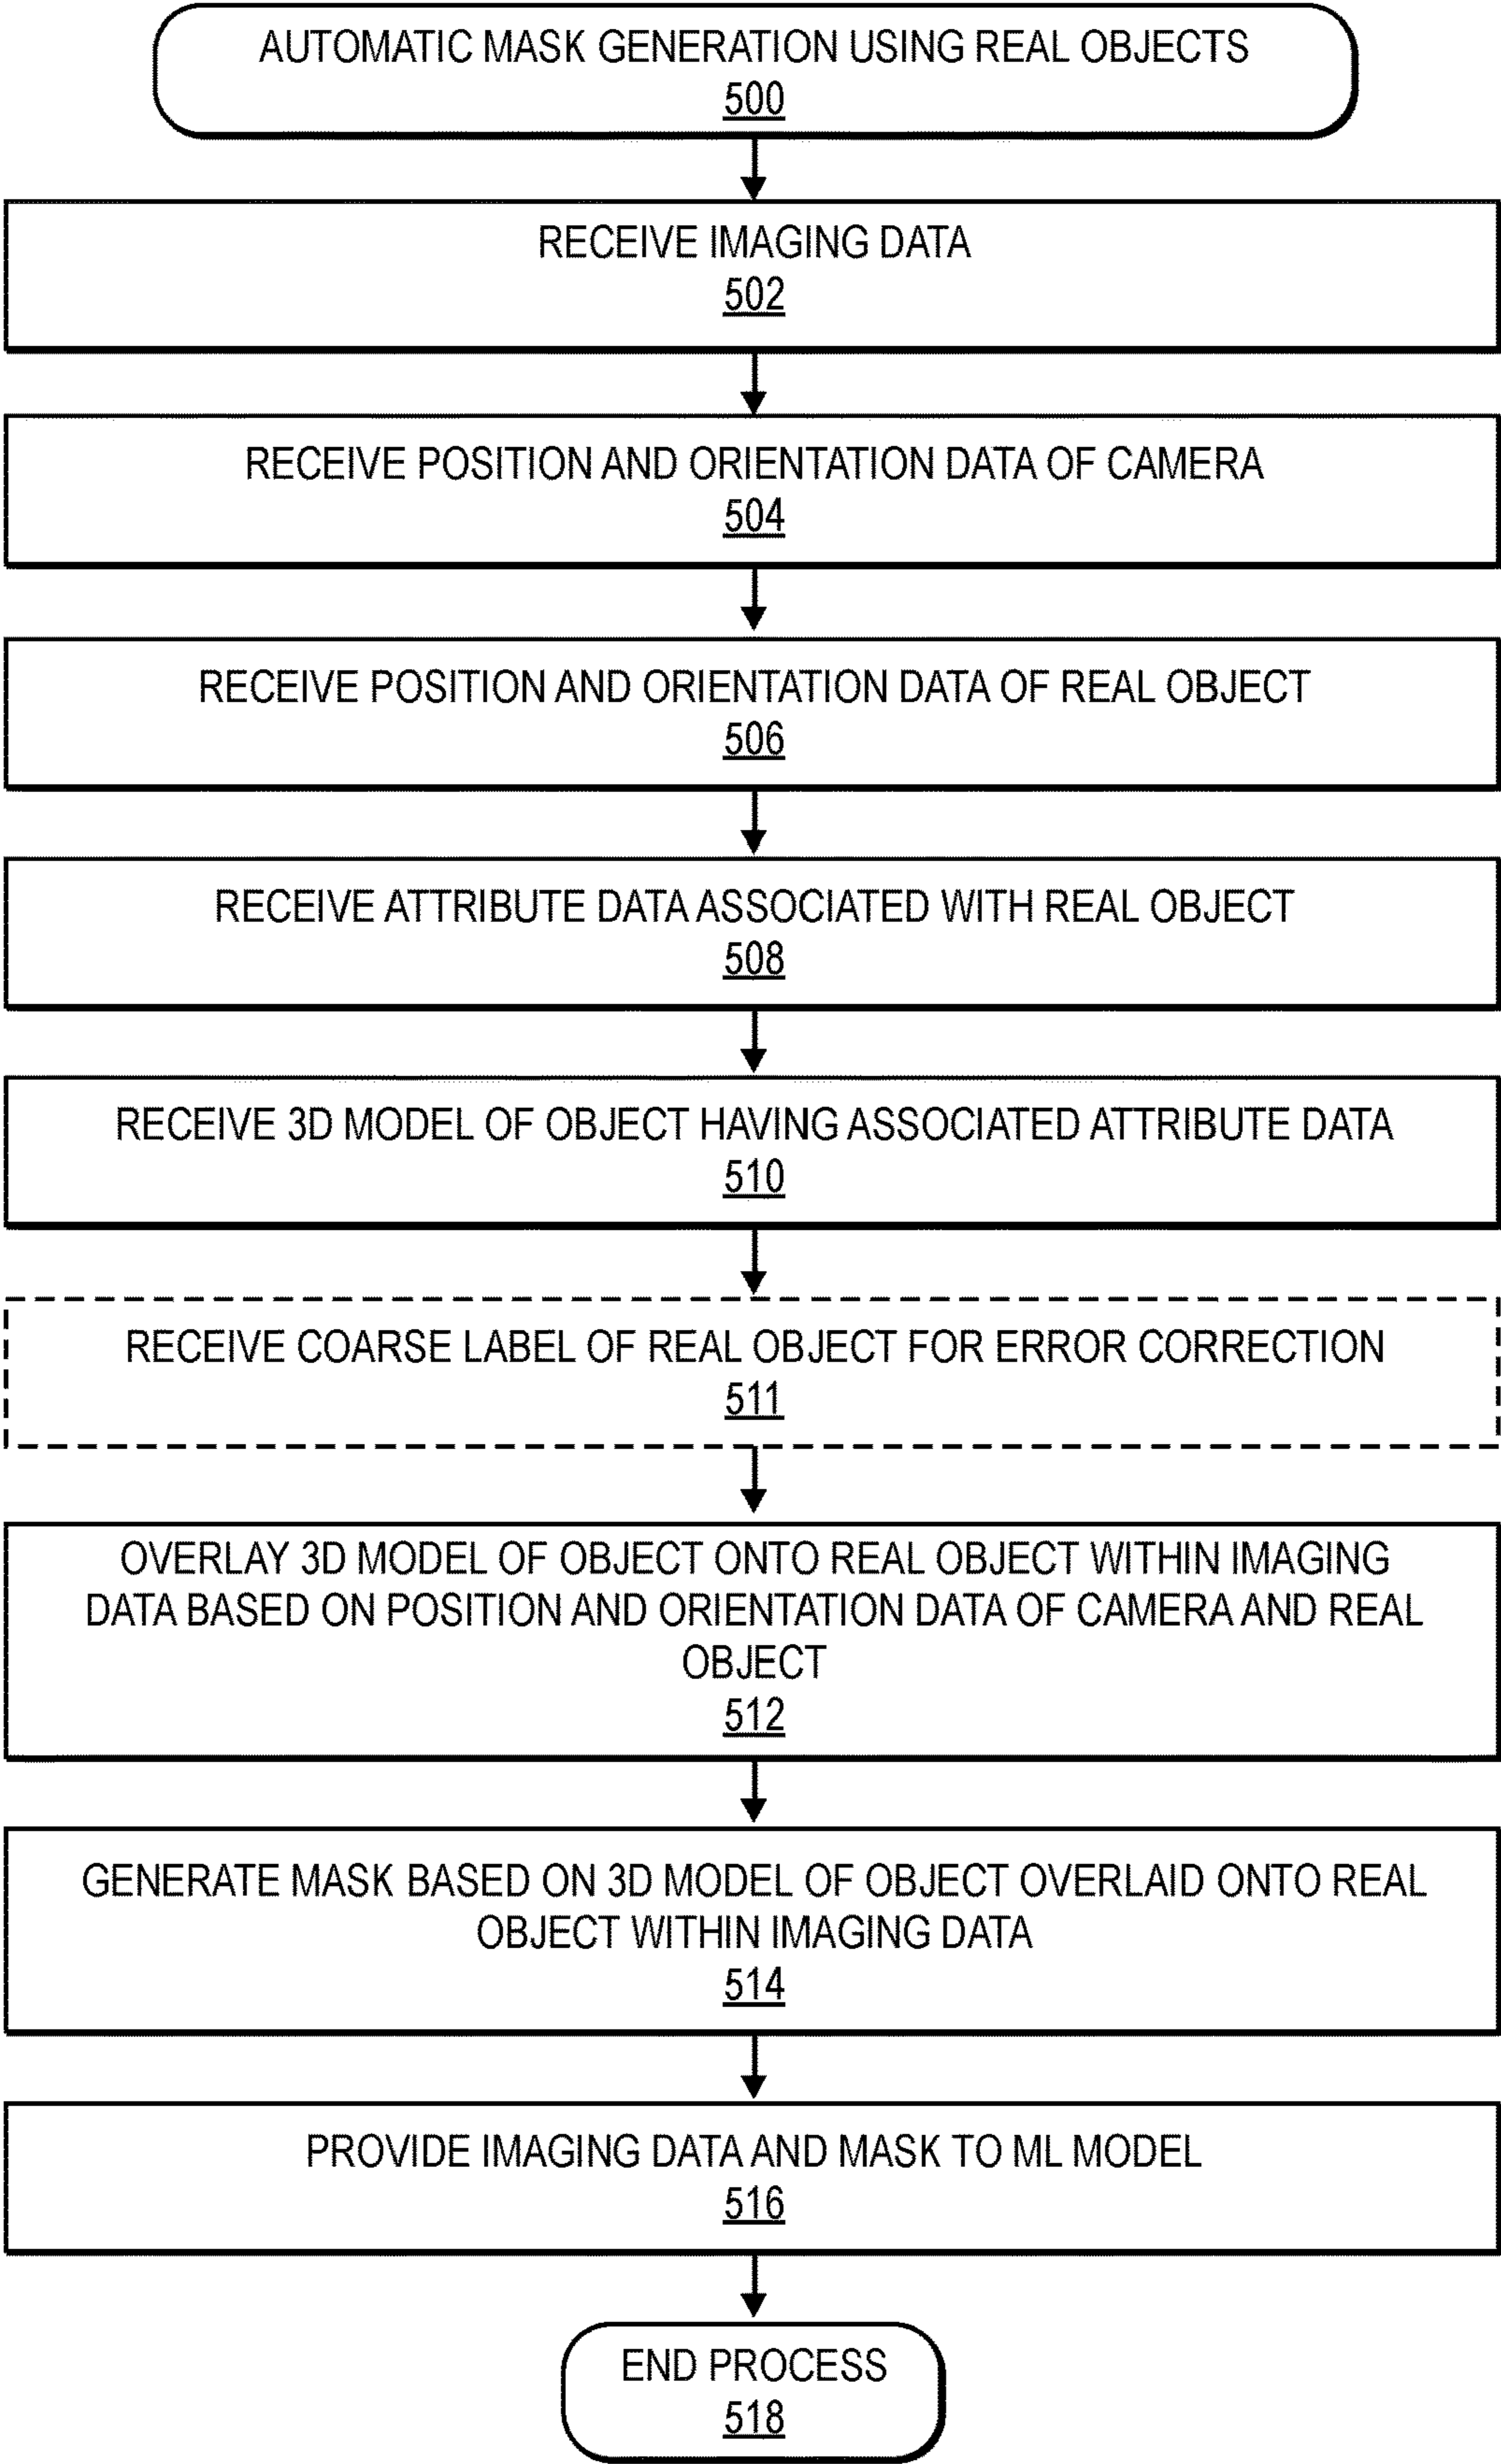 AUTOMATIC MASK GENERATION USING REAL OBJECTS
500
RECEIVE IMAGING DATA
502
RECEIVE POSITION AND ORIENTATION DATA OF CAMERA
504
RECEIVE POSITION AND ORIENTATION DATA OF REAL OBJECT
506
RECEIVE ATTRIBUTE DATA ASSOCIATED WITH REAL OBJECT
508
RECEIVE 3D MODEL OF OBJECT HAVING ASSOCIATED ATTRIBUTE DATA
510
RECEIVE COARSE LABEL OF REAL OBJECT FOR ERROR CORRECTION
511
OVERLAY 3D MODEL OF OBJECT ONTO REAL OBJECT WITHIN IMAGING
DATA BASED ON POSITION AND ORIENTATION DATA OF CAMERA AND REAL
OBJECT
512
GENERATE MASK BASED ON 3D MODEL OF OBJECT OVERLAID ONTO REAL
OBJECT WITHIN IMAGING DATA
514
PROVIDE IMAGING DATA AND MASK TO ML MODEL
516
END PROCESS
518